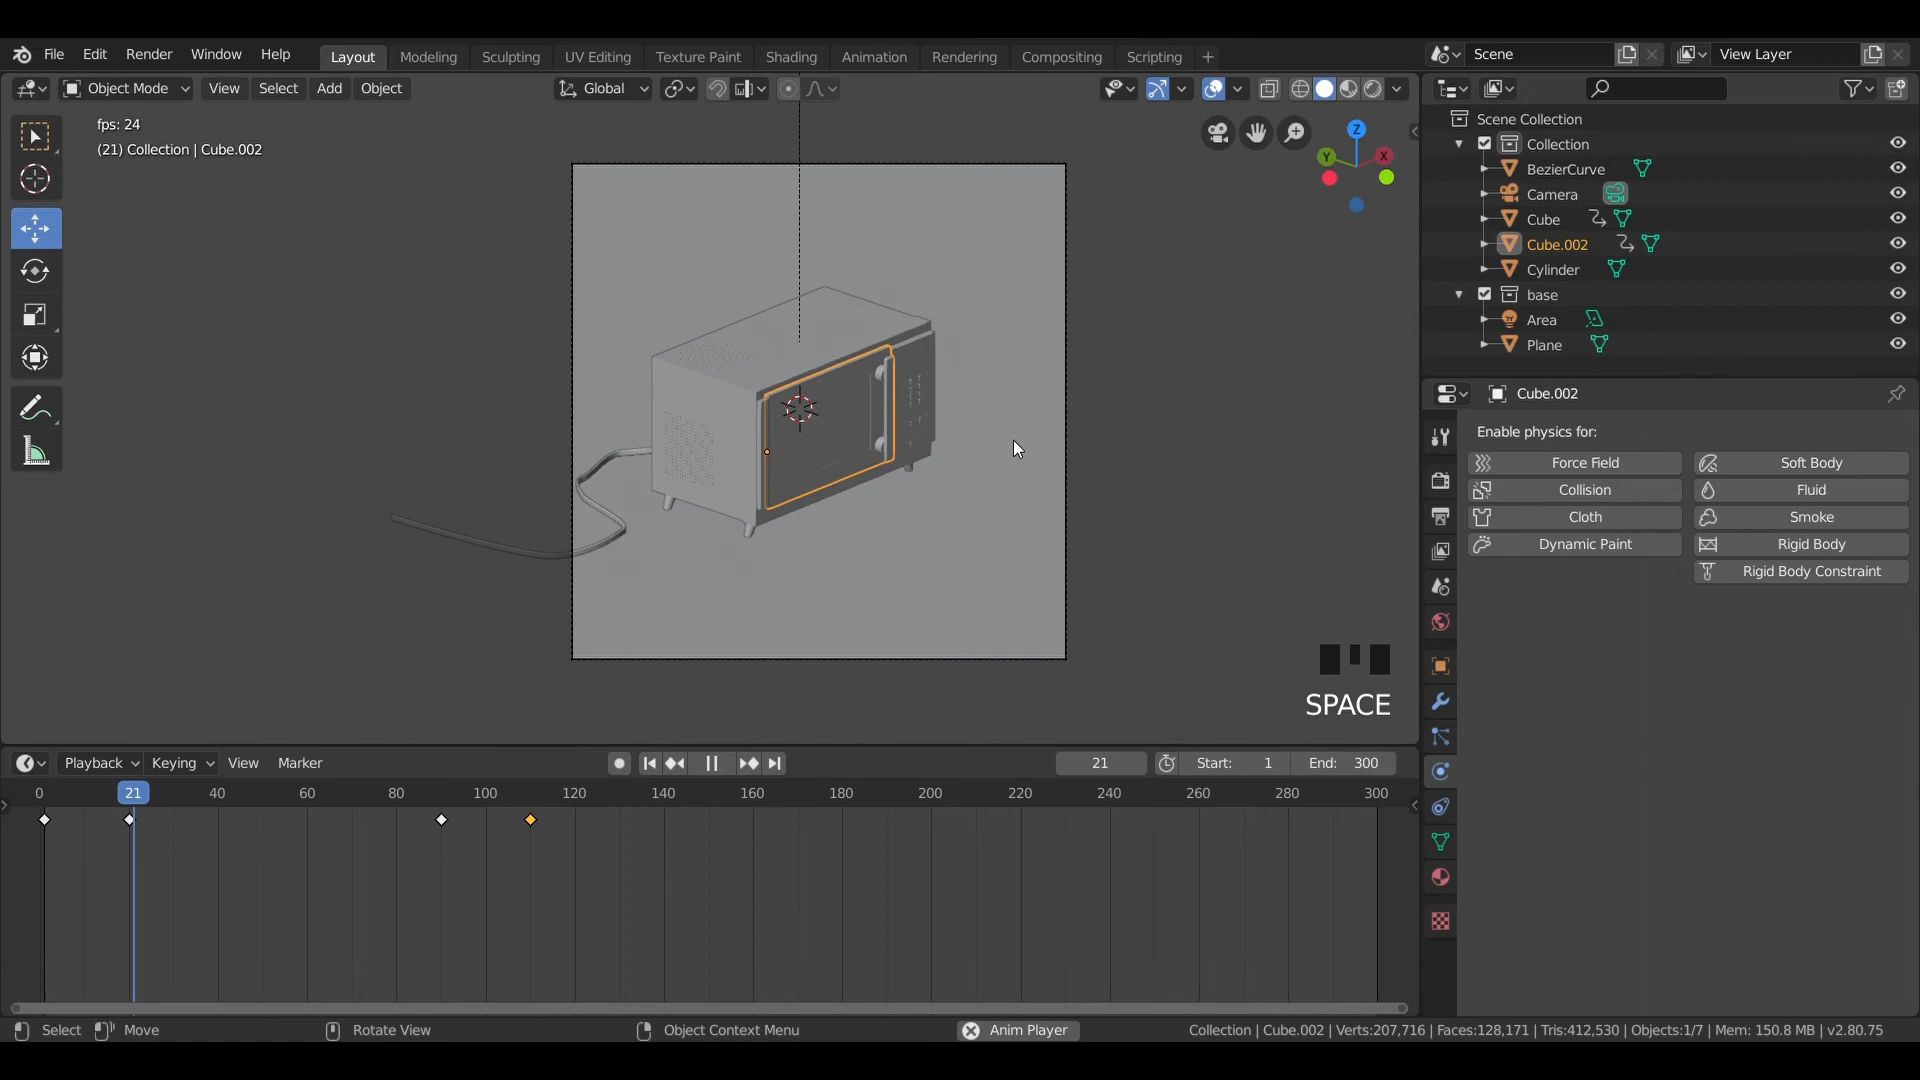 File Edit Render Window Help Layout Modeling Sculpting UV Editing Texture Paint Shading Animation Rendering Compositing Scripting + Scene View Layer
Object Mode View Select Add Object Global
fps: 24
(21) Collection | Cube.002
Z
Y
X
Scene Collection
Collection
BezierCurve
Camera
Cube
Cube.002
Cylinder
base
Area
Plane
Cube.002
Enable physics for:
Force Field Soft Body
Collision Fluid
Cloth Smoke
Dynamic Paint Rigid Body
Rigid Body Constraint
SPACE
Playback Keying View Marker 21 Start: 1 End: 300
0 21 40 60 80 100 120 140 160 180 200 220 240 260 280 300
Select Move Rotate View Object Context Menu Anim Player Collection | Cube.002 | Verts:207,716 | Faces:128,171 | Tris:412,530 | Objects:1/7 | Mem: 150.8 MB | v2.80.75